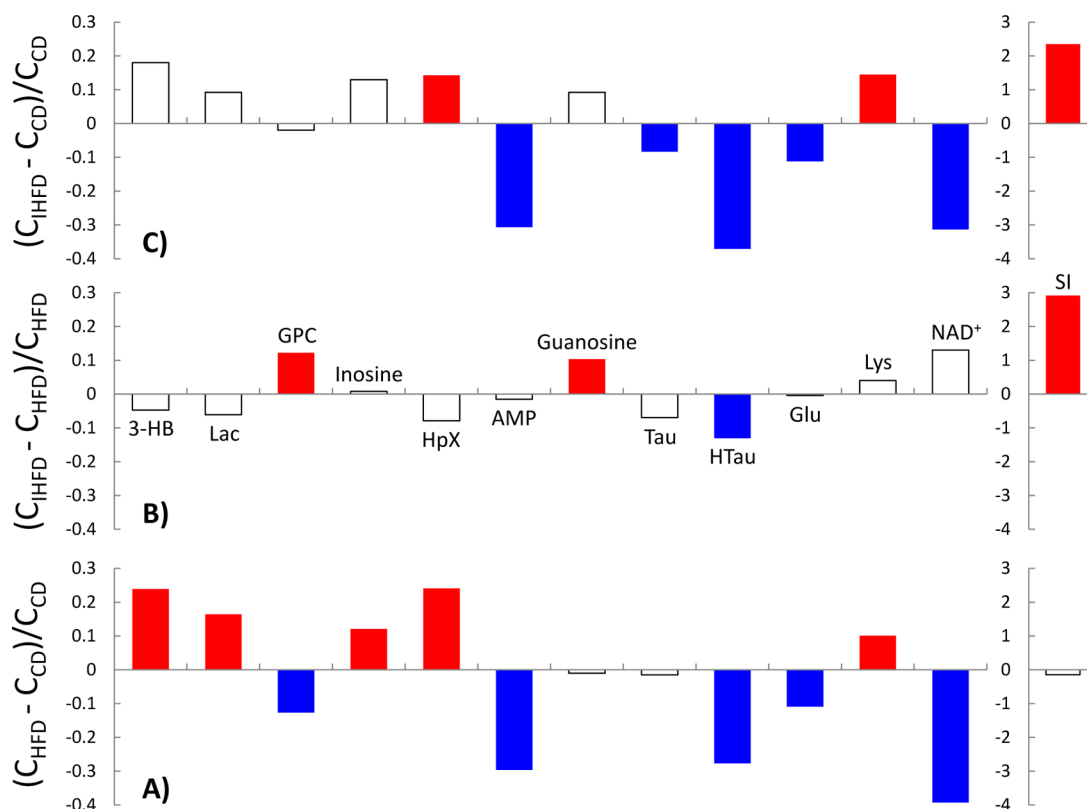 (C_IHFD - C_CD)/C_CD
0.3
0.2
0.1
0
-0.1
-0.2
-0.3
-0.4
C)
3
2
1
0
-1
-2
-3
-4
(C_IHFD - C_HFD)/C_HFD
0.3
0.2
0.1
0
-0.1
-0.2
-0.3
-0.4
B)
3-HB
Lac
GPC
Inosine
HpX
AMP
Guanosine
Tau
HTau
Glu
Lys
NAD⁺
3
2
1
0
-1
-2
-3
-4
SI
(C_HFD - C_CD)/C_CD
0.3
0.2
0.1
0
-0.1
-0.2
-0.3
-0.4
A)
3
2
1
0
-1
-2
-3
-4